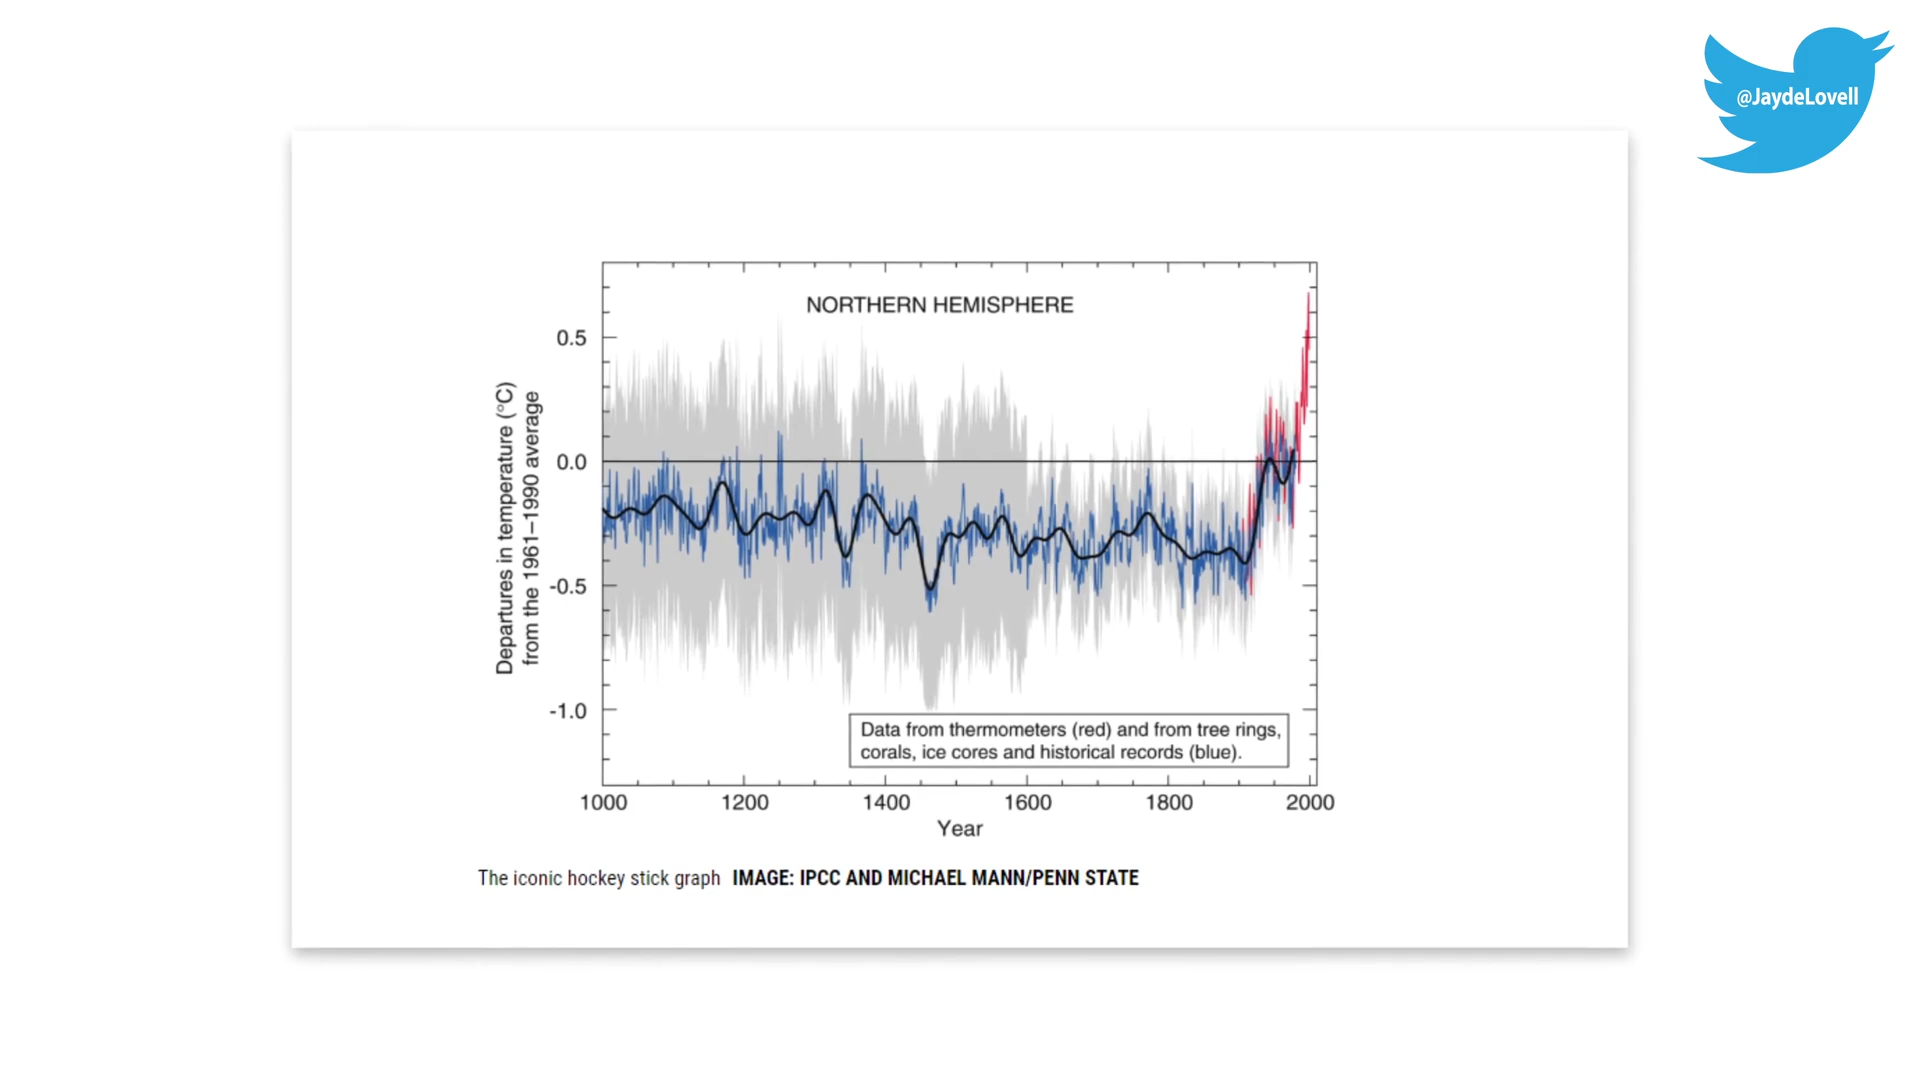 @JaydeLovell
NORTHERN HEMISPHERE
0.5
0.0
-0.5
-1.0
Departures in temperature (°C)
from the 1961–1990 average
Data from thermometers (red) and from tree rings,
corals, ice cores and historical records (blue).
1000 1200 1400 1600 1800 2000
Year
The iconic hockey stick graph IMAGE: IPCC AND MICHAEL MANN/PENN STATE